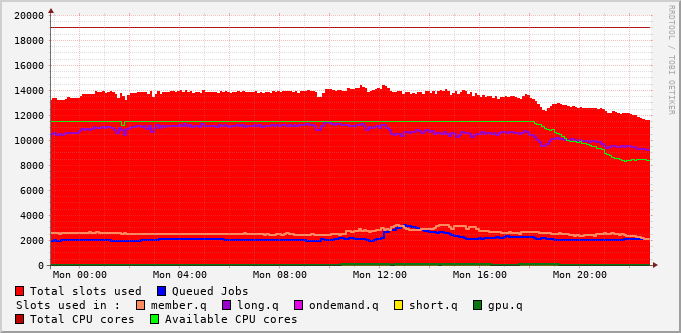 20000
18000
16000
14000
12000
10000
8000
6000
4000
2000
0
Mon 00:00 Mon 04:00 Mon 08:00 Mon 12:00 Mon 16:00 Mon 20:00
RRDTOOL / TOBI OETIKER
Total slots used Queued Jobs
Slots used in : member.q long.q ondemand.q short.q gpu.q
Total CPU cores Available CPU cores